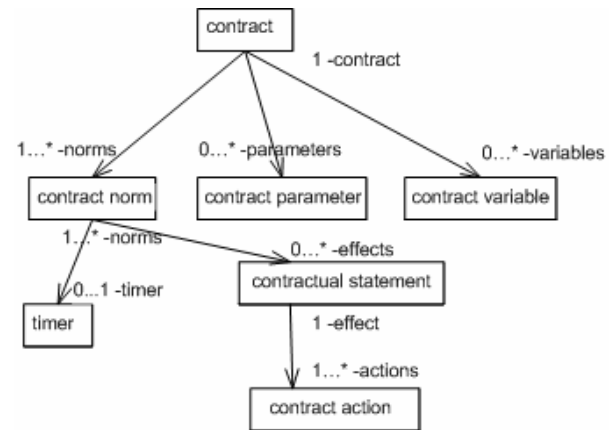 contract
1 -contract
1...* -norms
0...* -parameters
0...* -variables
contract norm
contract parameter
contract variable
1...* -norms
0...* -effects
contractual statement
0...1 -timer
timer
1 -effect
1...* -actions
contract action